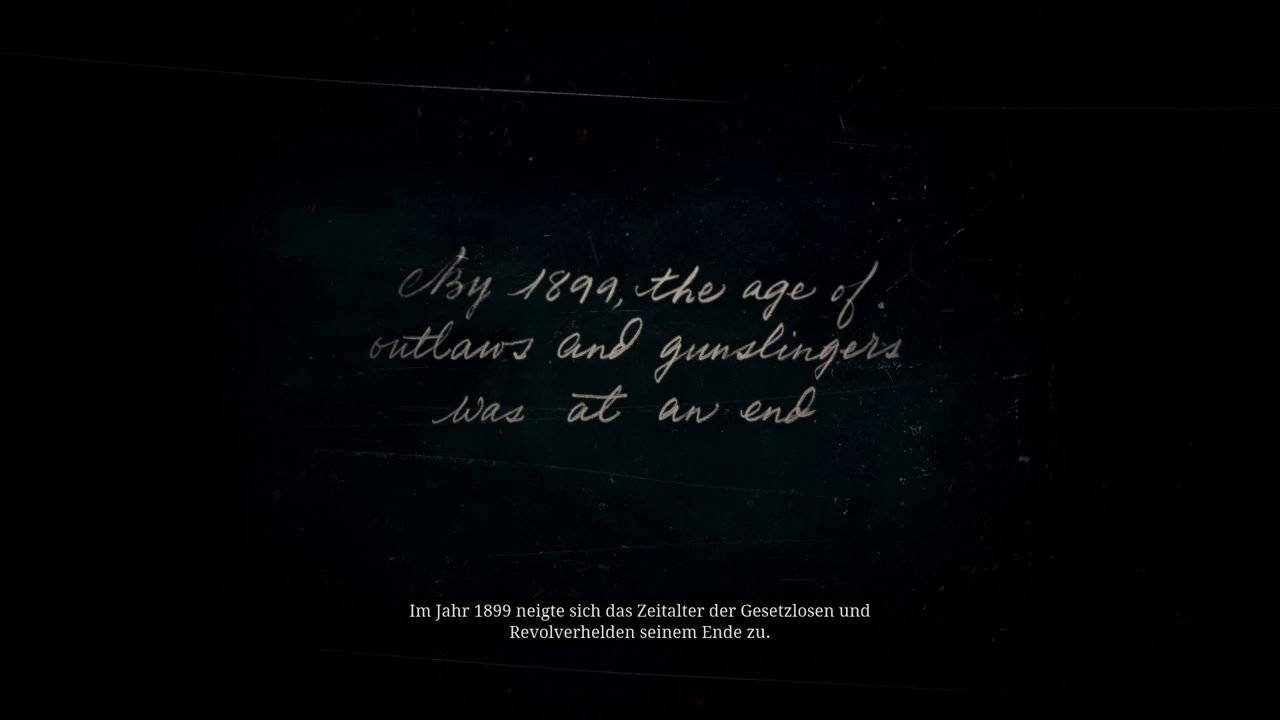 By 1899, the age of
outlaws and gunslingers
was at an end
Im Jahr 1899 neigte sich das Zeitalter der Gesetzlosen und
Revolverhelden seinem Ende zu.